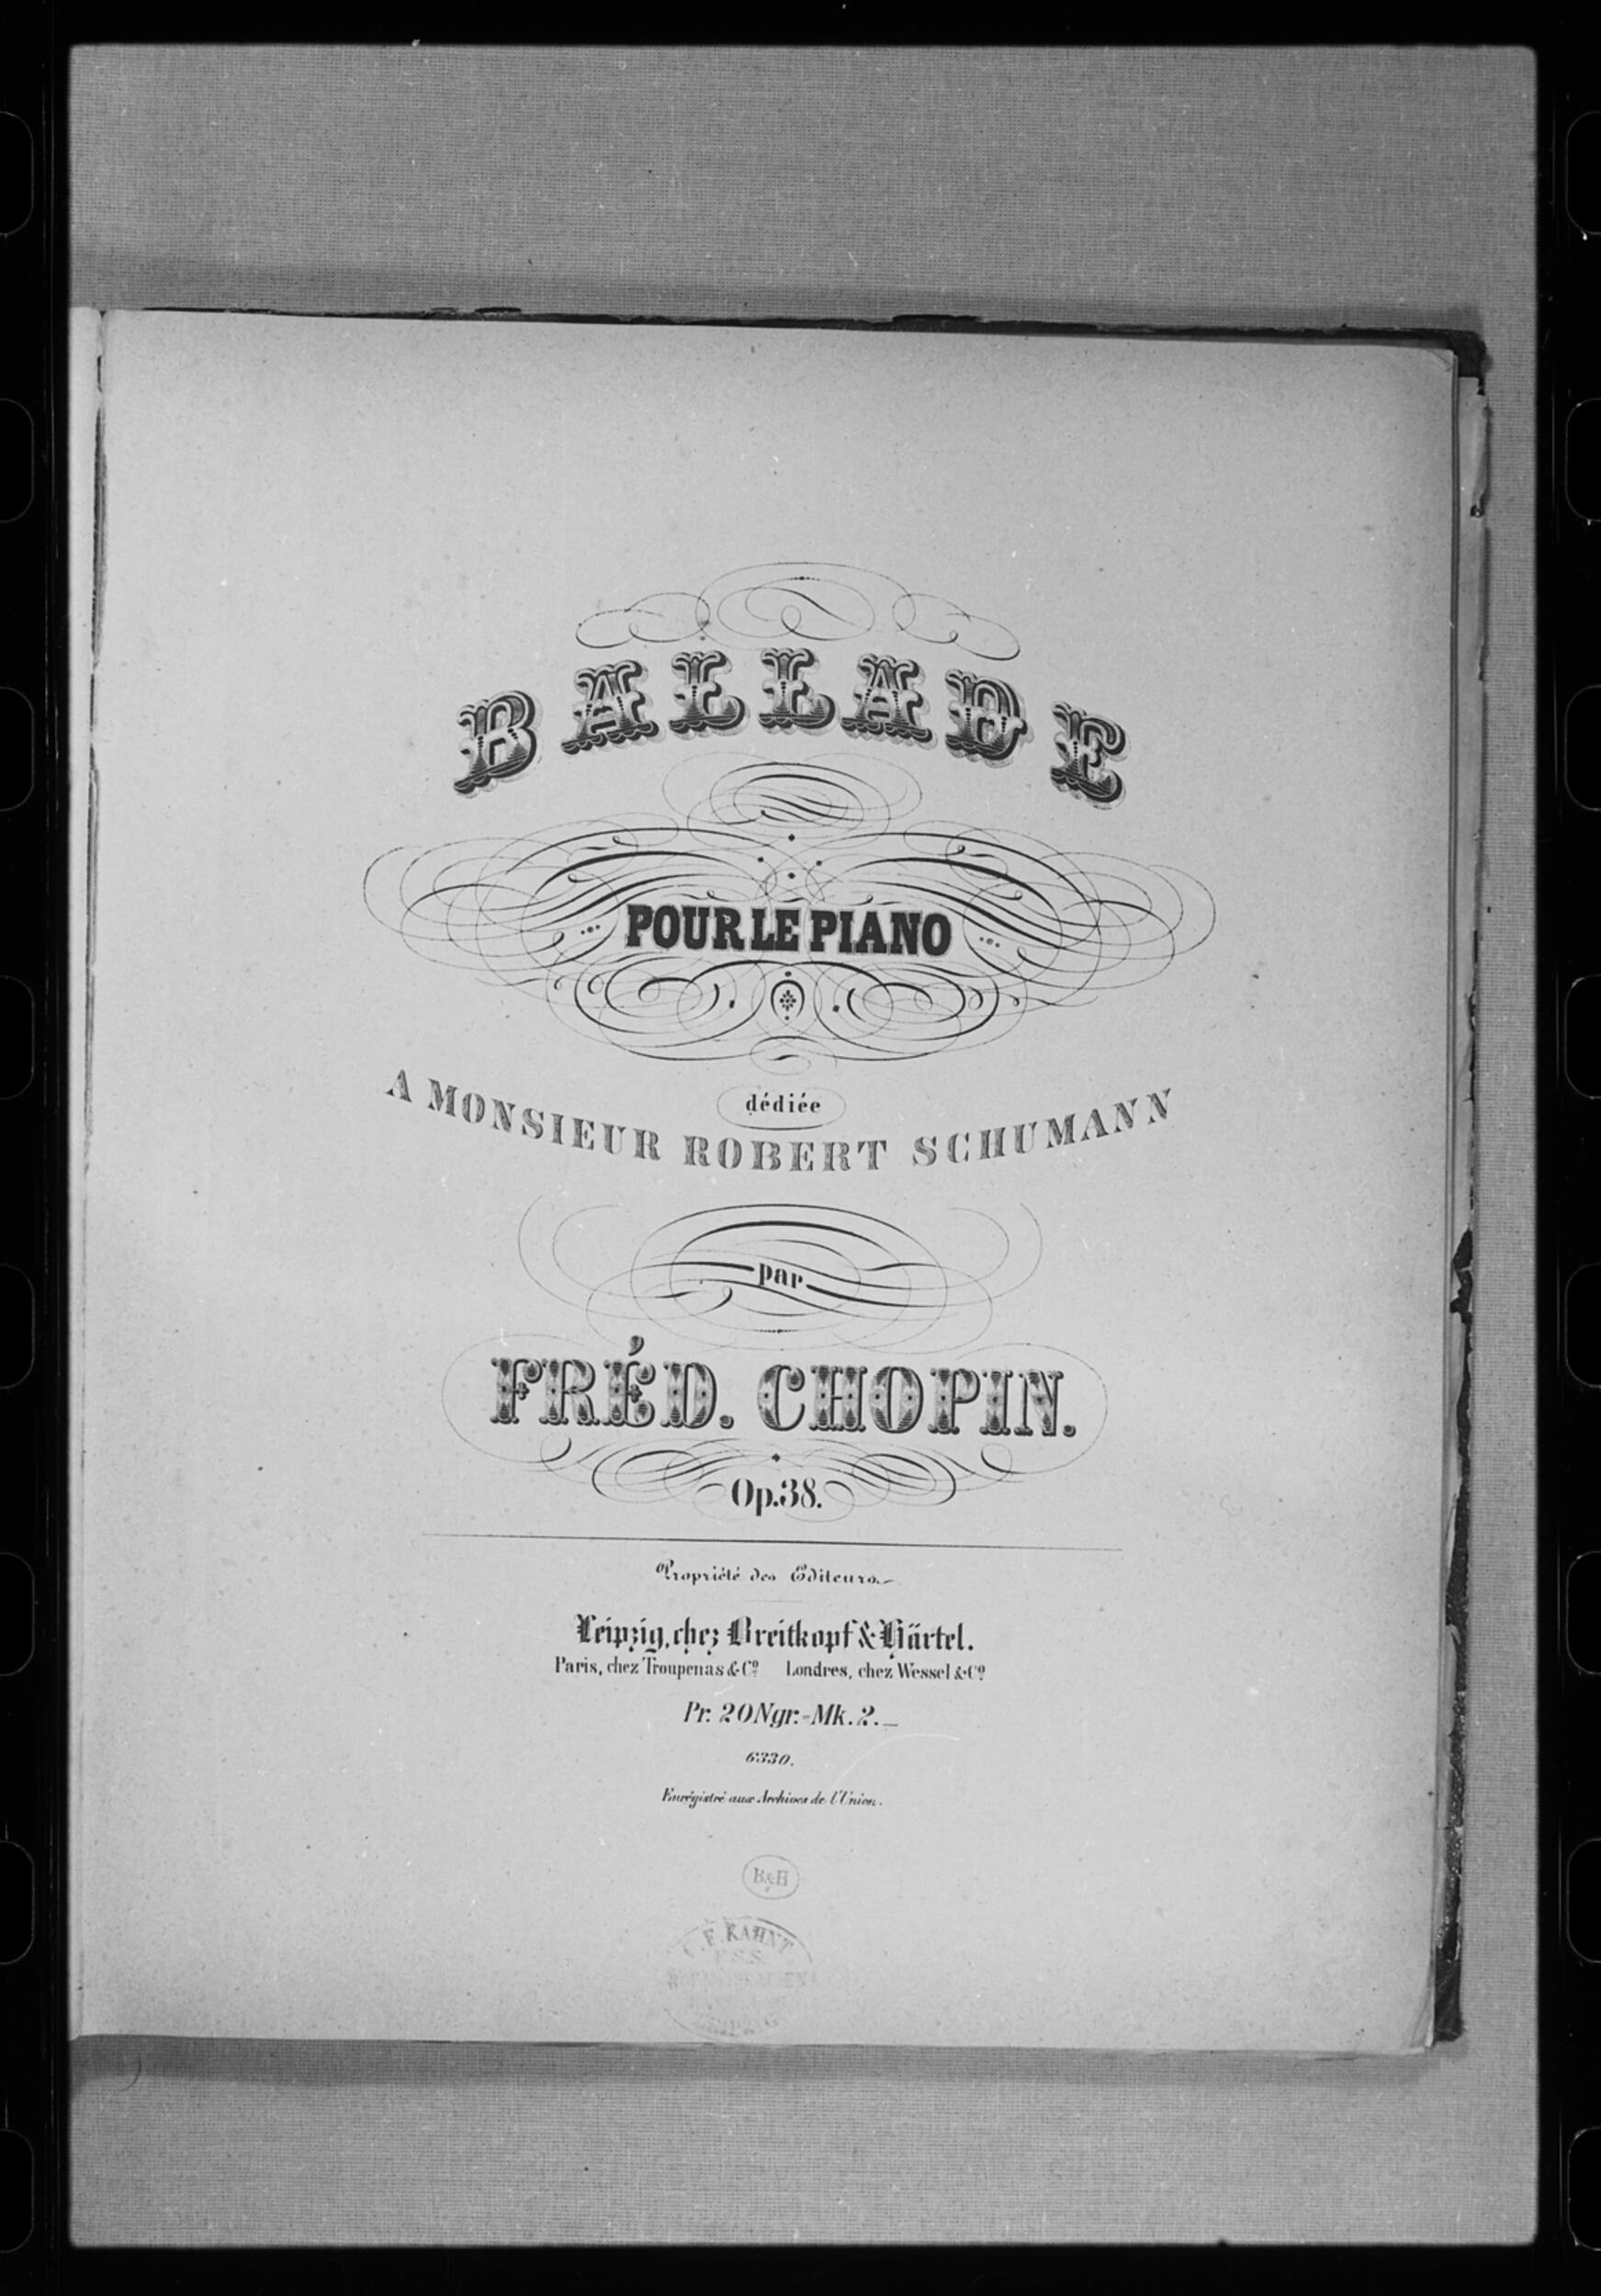 BALLADE
POUR LE PIANO
dédiée
A MONSIEUR ROBERT SCHUMANN
par
FRÉD. CHOPIN.
Op.38.
Propriété des Editeurs.
Leipzig, chez Breitkopf & Härtel.
Paris, chez Troupenas & Co. Londres, chez Wessel & Co.
Pr. 20 Ngr.-Mk.2._
6330.
Enrégistré aux Archives de l'Union.
B&H
F. KAHNT